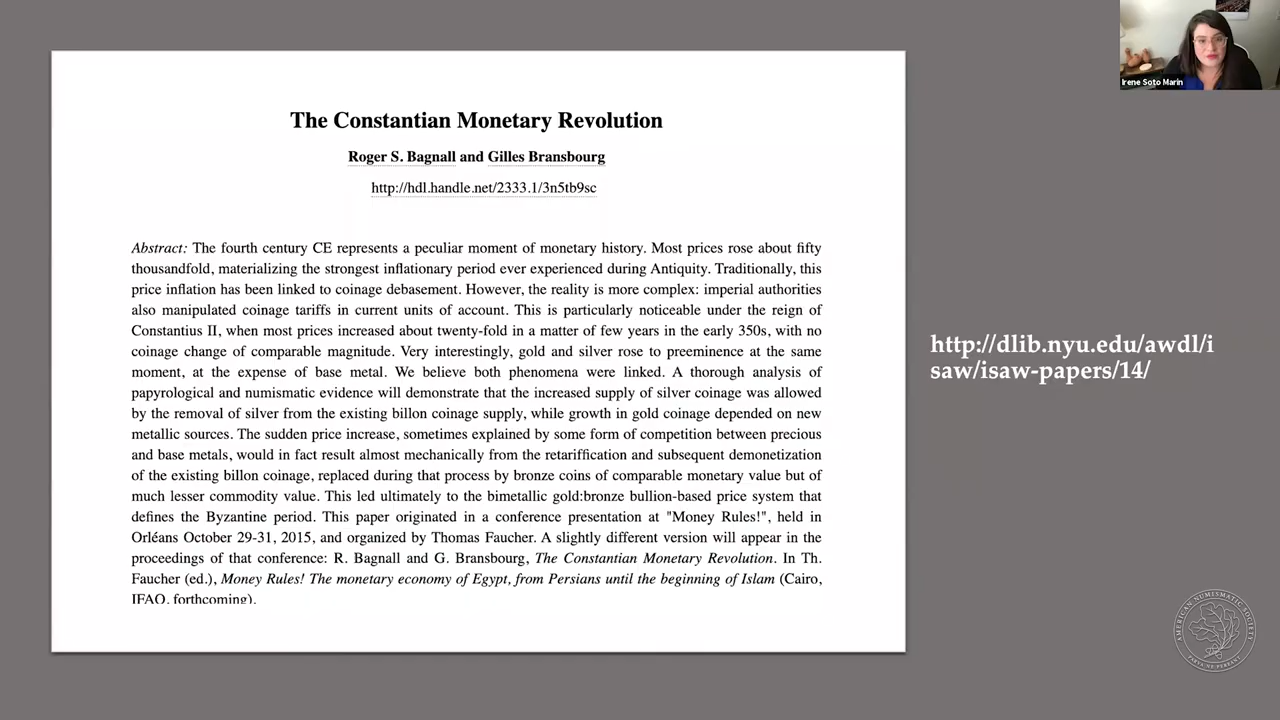 The Constantian Monetary Revolution
Roger S. Bagnall and Gilles Bransbourg
http://hdl.handle.net/2333.1/3n5tb9sc
Abstract: The fourth century CE represents a peculiar moment of monetary history. Most prices rose about fifty
thousandfold, materializing the strongest inflationary period ever experienced during Antiquity. Traditionally, this
price inflation has been linked to coinage debasement. However, the reality is more complex: imperial authorities
also manipulated coinage tariffs in current units of account. This is particularly noticeable under the reign of
Constantius II, when most prices increased about twenty-fold in a matter of few years in the early 350s, with no
coinage change of comparable magnitude. Very interestingly, gold and silver rose to preeminence at the same
moment, at the expense of base metal. We believe both phenomena were linked. A thorough analysis of
papyrological and numismatic evidence will demonstrate that the increased supply of silver coinage was allowed
by the removal of silver from the existing billon coinage supply, while growth in gold coinage depended on new
metallic sources. The sudden price increase, sometimes explained by some form of competition between precious
and base metals, would in fact result almost mechanically from the retariffication and subsequent demonetization
of the existing billon coinage, replaced during that process by bronze coins of comparable monetary value but of
much lesser commodity value. This led ultimately to the bimetallic gold:bronze bullion-based price system that
defines the Byzantine period. This paper originated in a conference presentation at "Money Rules!", held in
Orléans October 29-31, 2015, and organized by Thomas Faucher. A slightly different version will appear in the
proceedings of that conference: R. Bagnall and G. Bransbourg, The Constantian Monetary Revolution. In Th.
Faucher (ed.), Money Rules! The monetary economy of Egypt, from Persians until the beginning of Islam (Cairo,
IFAO, forthcoming).
http://dlib.nyu.edu/awdl/i
saw/isaw-papers/14/
Irene Soto Marin
AMERICAN NUMISMATIC SOCIETY
PARVA NE PEREANT